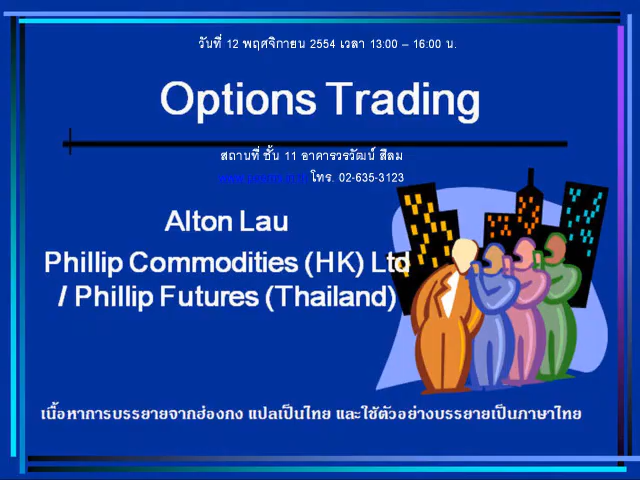 วันที่ 12 พฤศจิกายน 2554 เวลา 13:00 – 16:00 น.
Options Trading
สถานที่ ชั้น 11 อาคารวรวัฒน์ สีลม
โทร. 02-635-3123
Alton Lau
Phillip Commodities (HK) Ltd
/ Phillip Futures (Thailand)
เนื้อหาการบรรยายจากฮ่องกง แปลเป็นไทย และใช้ตัวอย่างบรรยายเป็นภาษาไทย